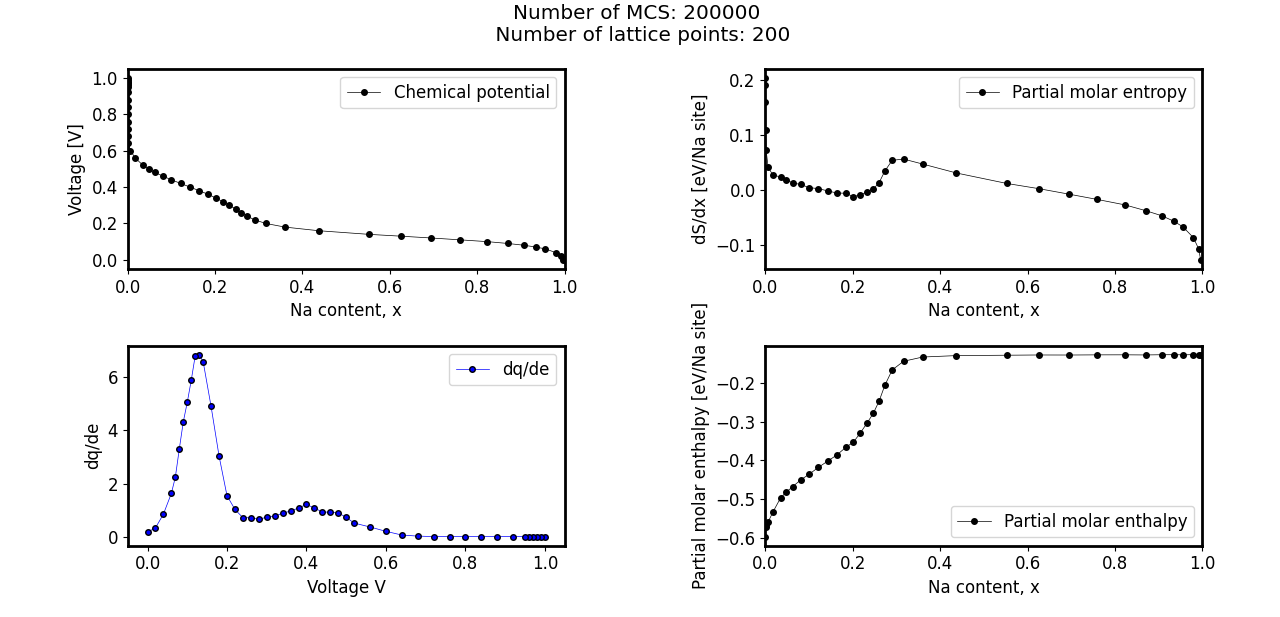 Number of MCS: 200000
Number of lattice points: 200
Voltage [V]
1.0
0.8
0.6
0.4
0.2
0.0
Chemical potential
0.0 0.2 0.4 0.6 0.8 1.0
Na content, x
dS/dx [eV/Na site]
0.2
0.1
0.0
−0.1
Partial molar entropy
0.0 0.2 0.4 0.6 0.8 1.0
Na content, x
dq/de
6
4
2
0
dq/de
0.0 0.2 0.4 0.6 0.8 1.0
Voltage V
Partial molar enthalpy [eV/Na site]
−0.2
−0.3
−0.4
−0.5
−0.6
Partial molar enthalpy
0.0 0.2 0.4 0.6 0.8 1.0
Na content, x